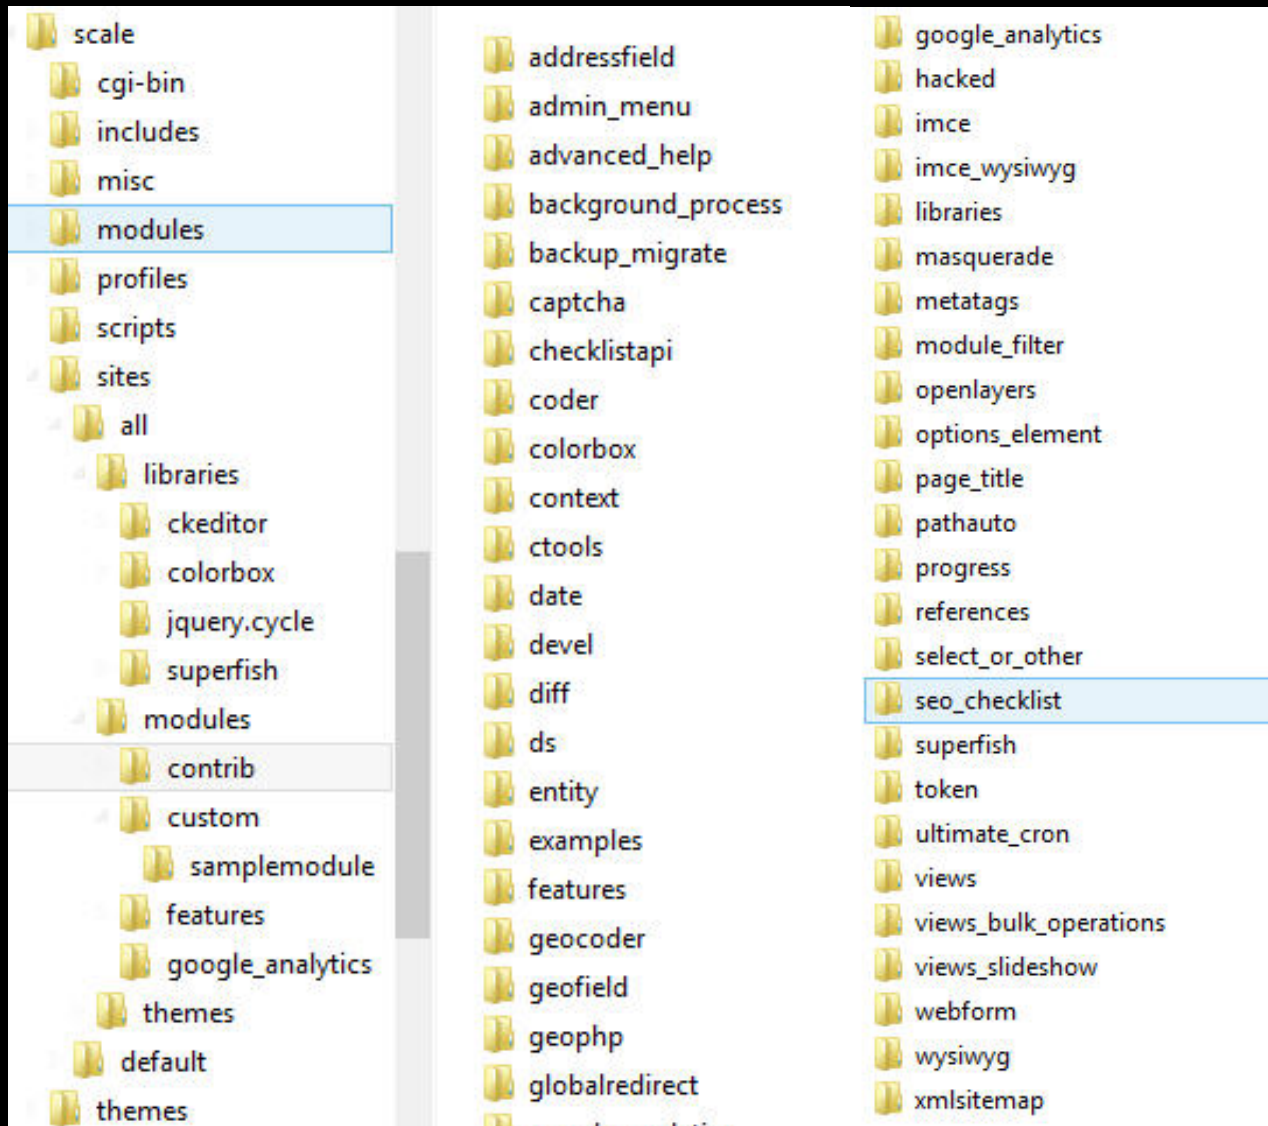 scale
cgi-bin
includes
misc
modules
profiles
scripts
sites
all
libraries
ckeditor
colorbox
jquery.cycle
superfish
modules
contrib
custom
samplemodule
features
google_analytics
themes
default
themes
addressfield
admin_menu
advanced_help
background_process
backup_migrate
captcha
checklistapi
coder
colorbox
context
ctools
date
devel
diff
ds
entity
examples
features
geocoder
geofield
geophp
globalredirect
google_analytics
hacked
imce
imce_wysiwyg
libraries
masquerade
metatags
module_filter
openlayers
options_element
page_title
pathauto
progress
references
select_or_other
seo_checklist
superfish
token
ultimate_cron
views
views_bulk_operations
views_slideshow
webform
wysiwyg
xmlsitemap